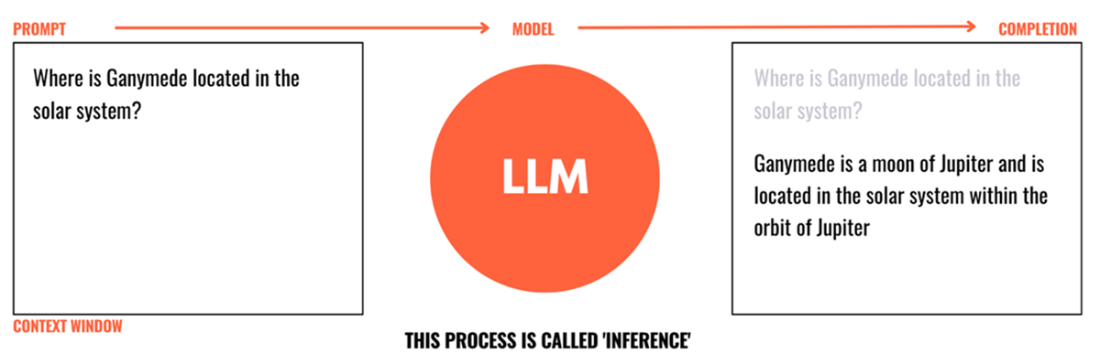 PROMPT
MODEL
COMPLETION
Where is Ganymede located in the
solar system?
LLM
Where is Ganymede located in the
solar system?
Ganymede is a moon of Jupiter and is
located in the solar system within the
orbit of Jupiter
CONTEXT WINDOW
THIS PROCESS IS CALLED 'INFERENCE'